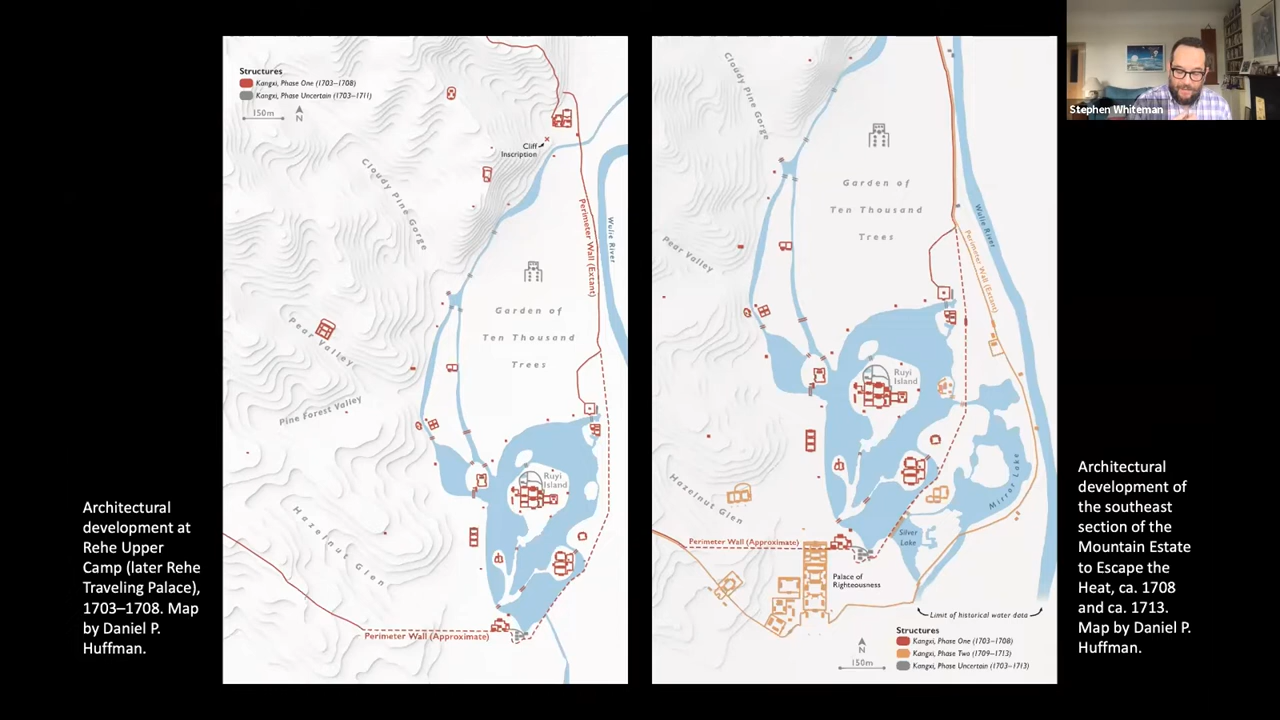 Structures
Kangxi, Phase One (1703–1708)
Kangxi, Phase Uncertain (1703–1711)
150m
N
Cliff
Inscription
Cloudy Pine Gorge
Perimeter Wall (Extant)
Wulie River
Garden of
Ten Thousand
Trees
Pear Valley
Pine Forest Valley
Ruyi
Island
Hazelnut Glen
Perimeter Wall (Approximate)
Architectural
development at
Rehe Upper
Camp (later Rehe
Traveling Palace),
1703–1708. Map
by Daniel P.
Huffman.
Cloudy Pine Gorge
Garden of
Ten Thousand
Trees
Wulie River
Perimeter Wall (Extant)
Pear Valley
Ruyi
Island
Mirror Lake
Hazelnut Glen
Silver
Lake
Perimeter Wall (Approximate)
Palace of
Righteousness
Limit of historical water data
Structures
Kangxi, Phase One (1703–1708)
Kangxi, Phase Two (1709–1713)
Kangxi, Phase Uncertain (1703–1713)
N
150m
Stephen Whiteman
Architectural
development of
the southeast
section of the
Mountain Estate
to Escape the
Heat, ca. 1708
and ca. 1713.
Map by Daniel P.
Huffman.